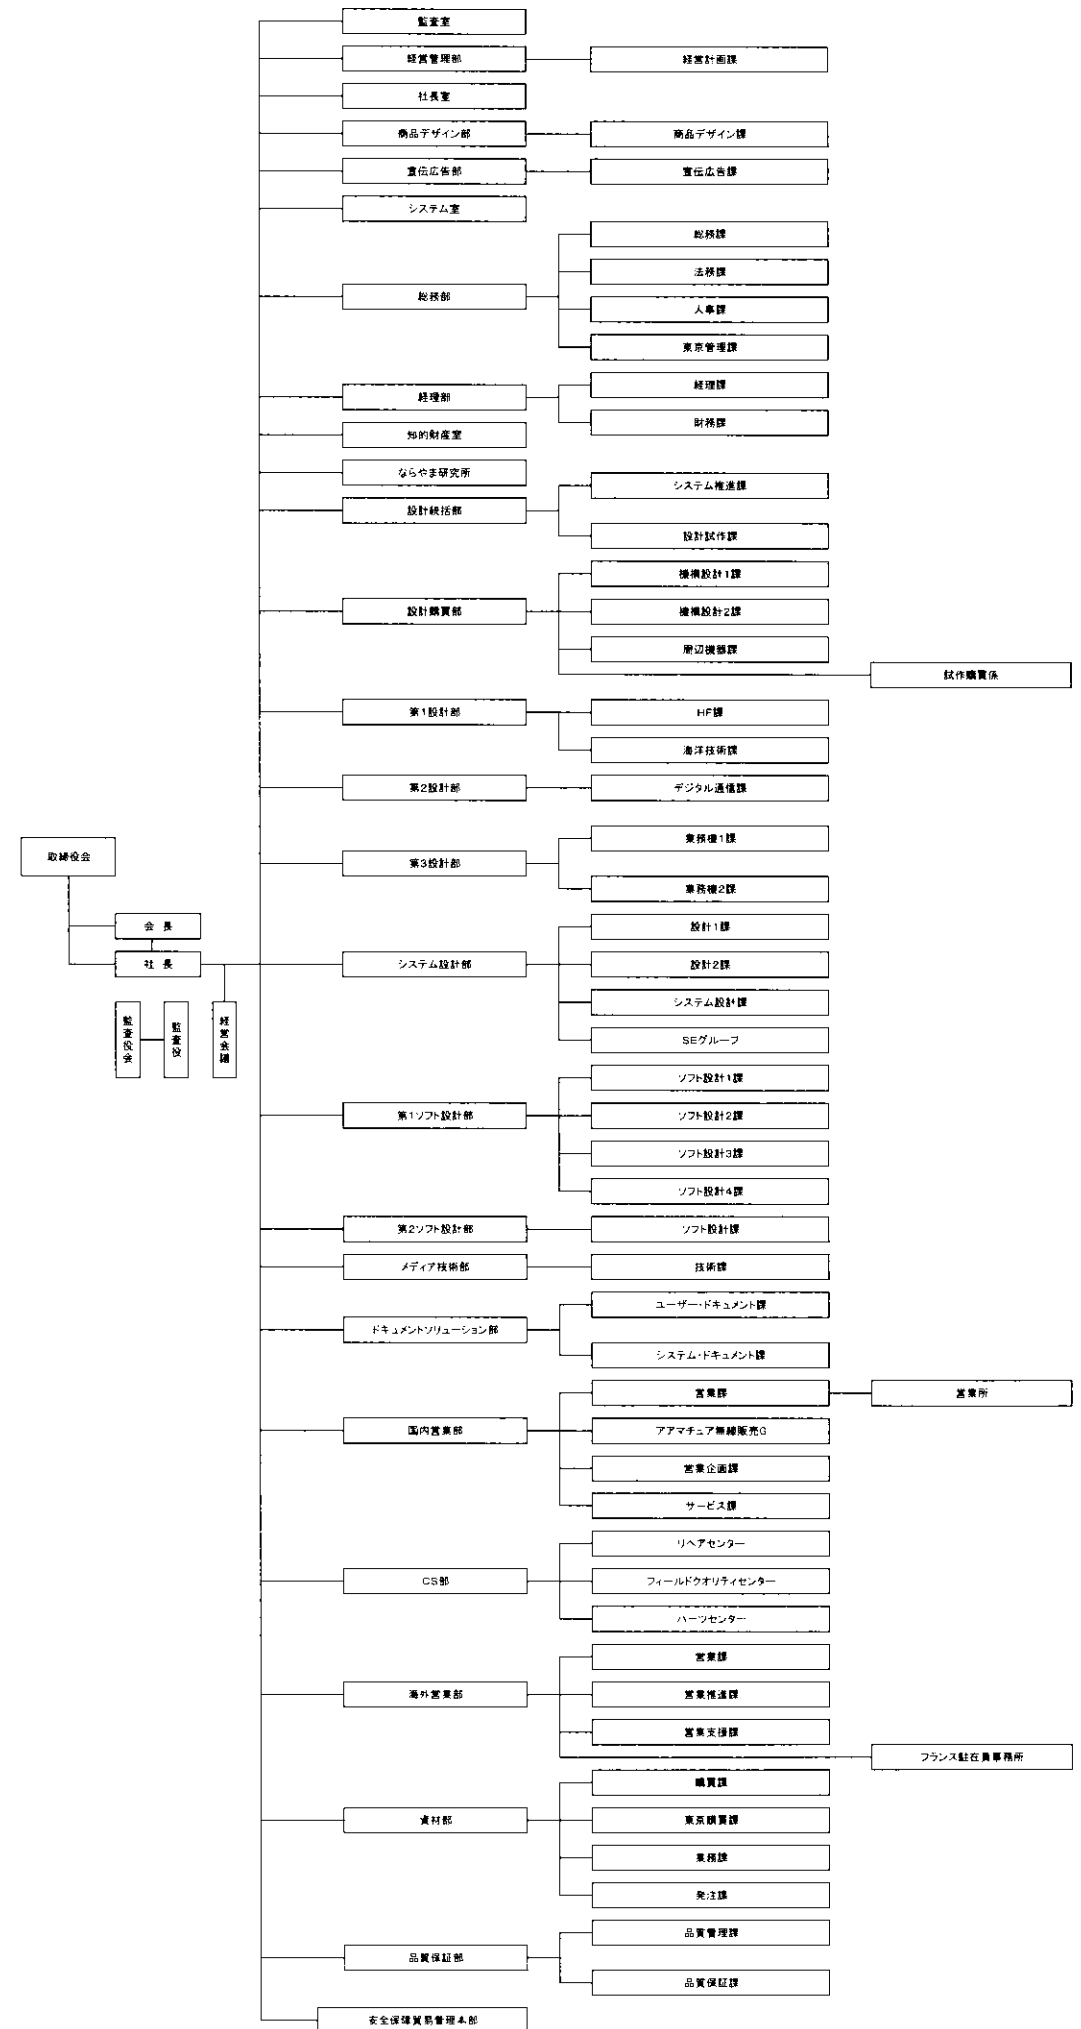 監査室
経営管理部
経営計画課
社長室
商品デザイン部
商品デザイン課
宣伝広告部
宣伝広告課
システム室
総務部
総務課
法務課
人事課
東京管理課
経理部
経理課
財務課
知的財産室
ならやま研究所
設計統括部
システム推進課
設計試作課
設計購買部
機構設計1課
機構設計2課
周辺機器課
試作購買係
第1設計部
HF課
海洋技術課
第2設計部
デジタル通信課
第3設計部
業務機1課
業務機2課
取締役会
会長
社長
監査役会
監査役
経営会議
システム設計部
設計1課
設計2課
システム設計課
SEグループ
第1ソフト設計部
ソフト設計1課
ソフト設計2課
ソフト設計3課
ソフト設計4課
第2ソフト設計部
ソフト設計課
メディア技術部
技術課
ドキュメントソリューション部
ユーザー・ドキュメント課
システム・ドキュメント課
国内営業部
営業課
営業所
アアマチュア無線販売G
営業企画課
サービス課
CS部
リペアセンター
フィールドクオリティセンター
パーツセンター
海外営業部
営業課
営業推進課
営業支援課
フランス駐在員事務所
資材部
購買課
東京購買課
業務課
発注課
品質保証部
品質管理課
品質保証課
安全保障貿易管理本部